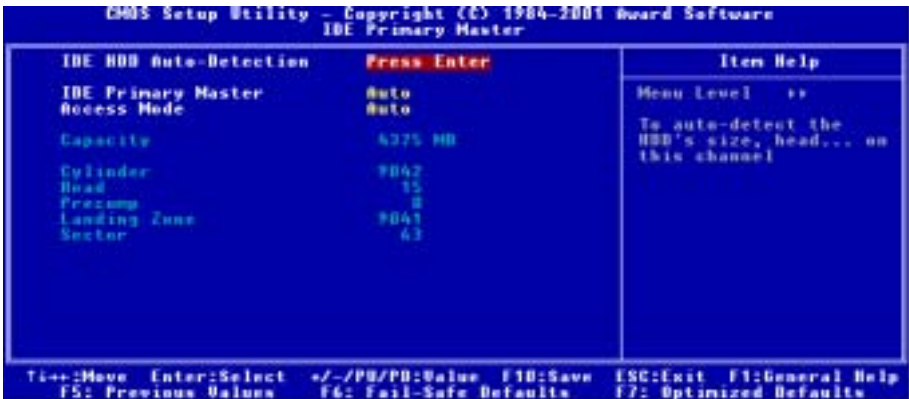 CMOS Setup Utility - Copyright (C) 1984-2001 Award Software
IDE Primary Master
IDE HDD Auto-Detection Press Enter
Item Help
IDE Primary Master Auto
Access Mode Auto
Menu Level ▸▸
To auto-detect the
HDD's size, head... on
this channel
Capacity 4375 MB
Cylinder 9042
Head 15
Precomp 0
Landing Zone 9041
Sector 63
↑↓→←:Move Enter:Select +/-/PU/PD:Value F10:Save ESC:Exit F1:General Help
F5: Previous Values F6: Fail-Safe Defaults F7: Optimized Defaults